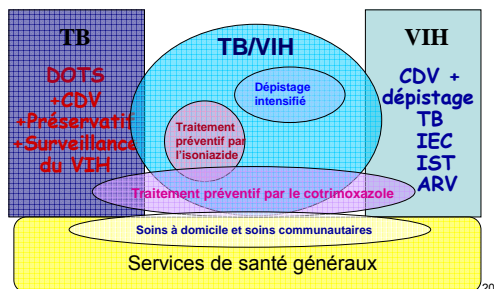 TB
DOTS
+CDV
+Préservatif
+Surveillance
du VIH
TB/VIH
Dépistage
intensifié
Traitement
préventif par
l'isoniazide
Traitement préventif par le cotrimoxazole
VIH
CDV +
dépistage
TB
IEC
IST
ARV
Soins à domicile et soins communautaires
Services de santé généraux
20